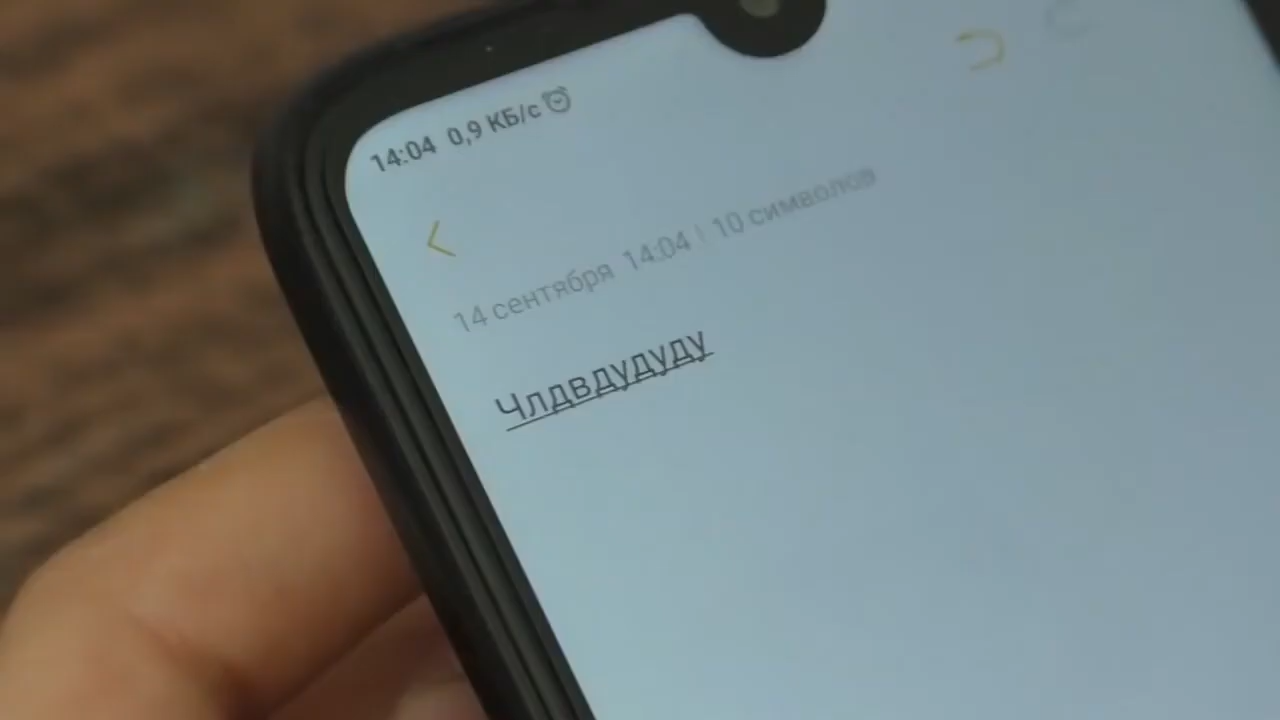 14:04 0,9 КБ/с
14 сентября 14:04 | 10 символов
Члдвдудуду